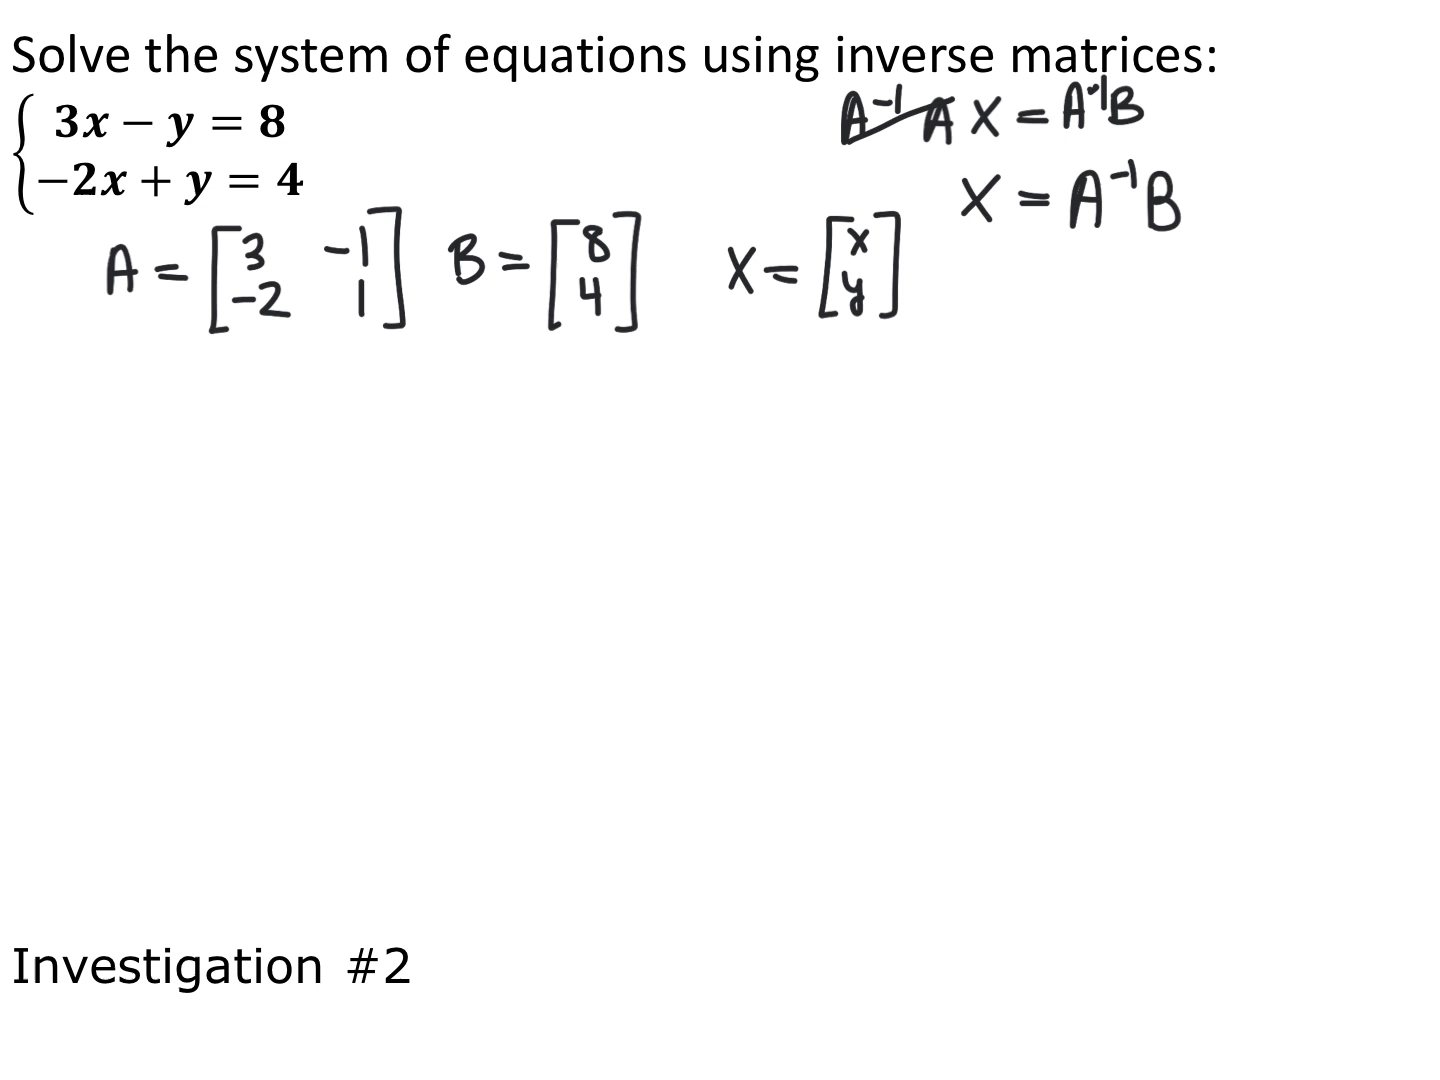 Solve the system of equations using inverse matrices:
3x − y = 8
−2x + y = 4
A⁻¹ A X = A⁻¹B
X = A⁻¹B
A = [3 −1
−2 1]
B = [8
4]
X = [x
y]
Investigation #2